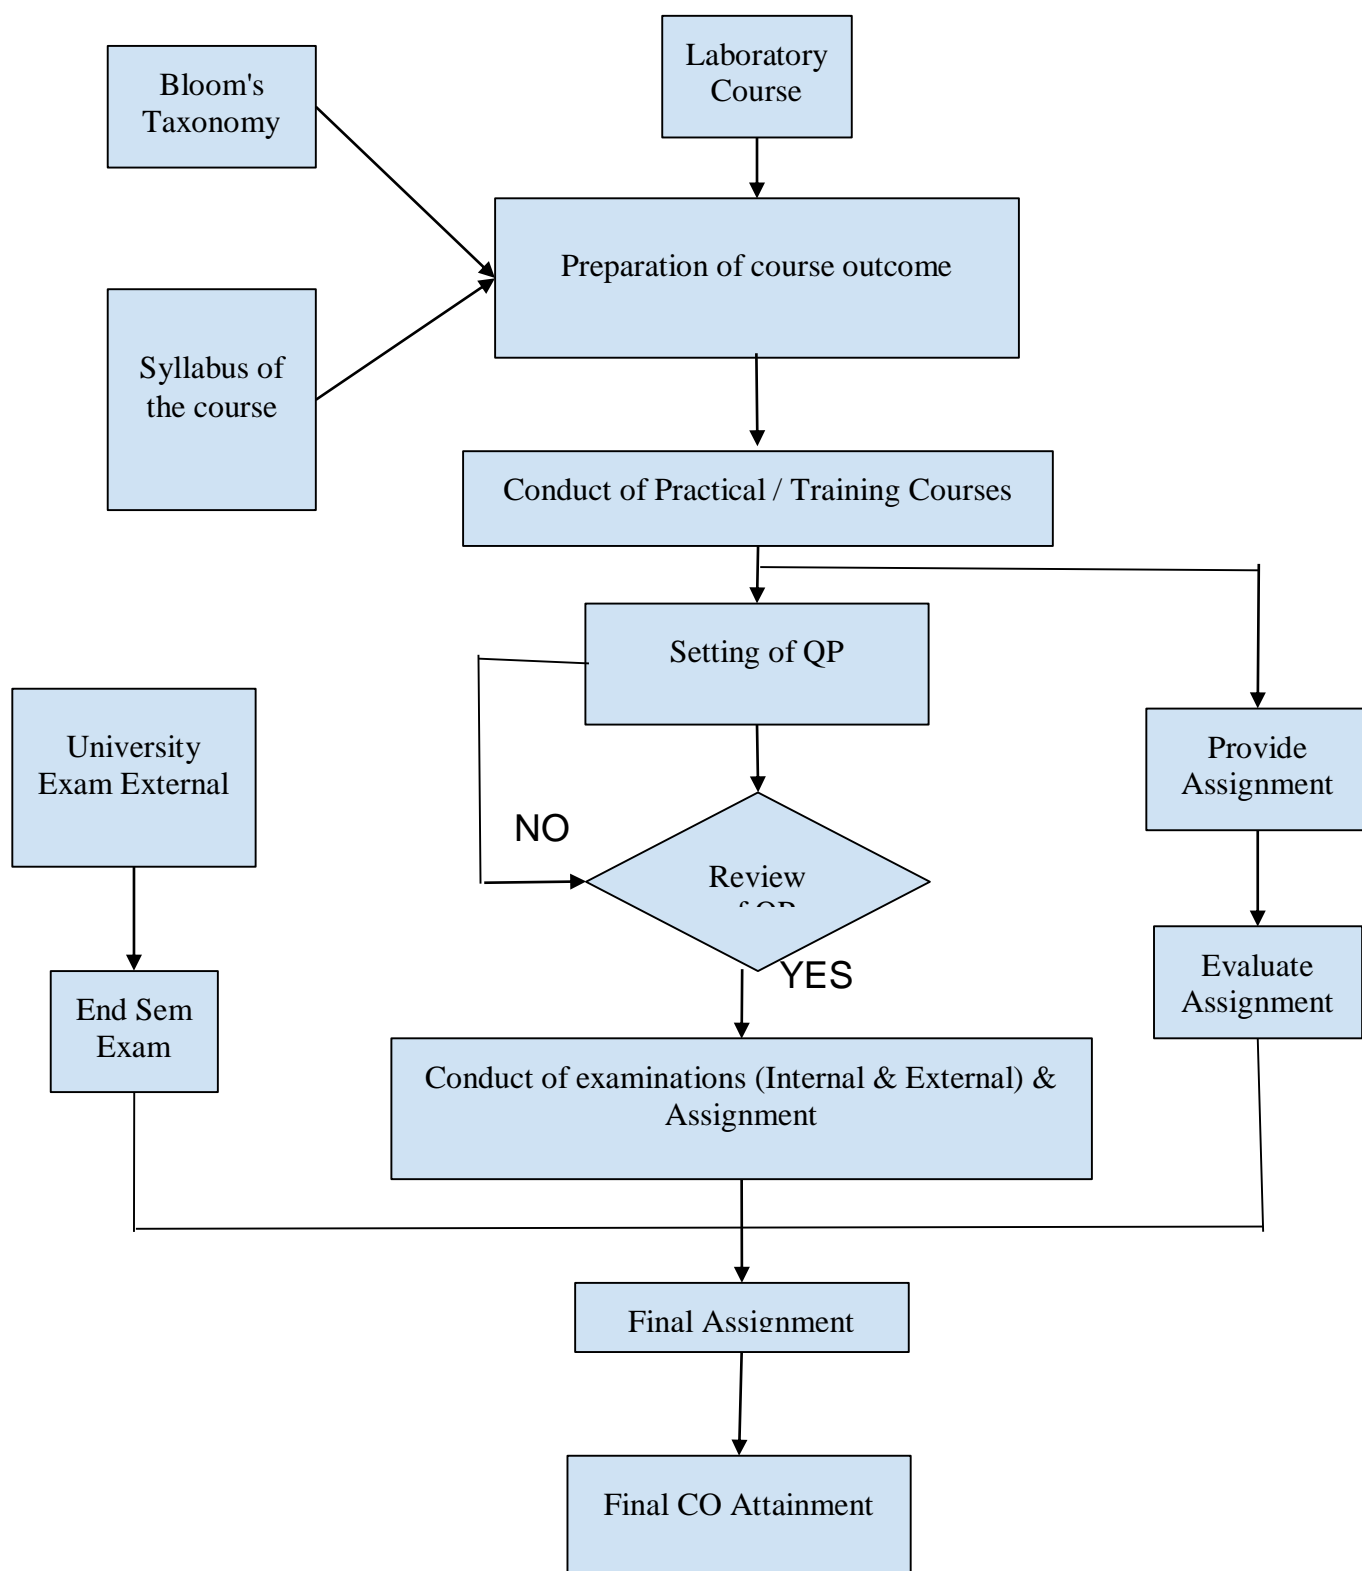 Laboratory
Course
Bloom's
Taxonomy
Preparation of course outcome
Syllabus of
the course
Conduct of Practical / Training Courses
Setting of QP
University
Exam External
Provide
Assignment
NO
Review
YES
Evaluate
Assignment
End Sem
Exam
Conduct of examinations (Internal & External) &
Assignment
Final Assignment
Final CO Attainment